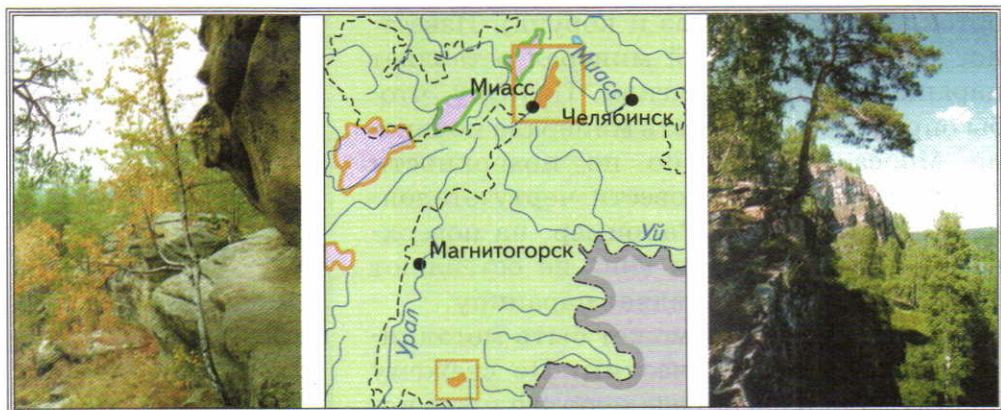 Миасс
Миасс
Челябинск
Уй
Магнитогорск
Урал